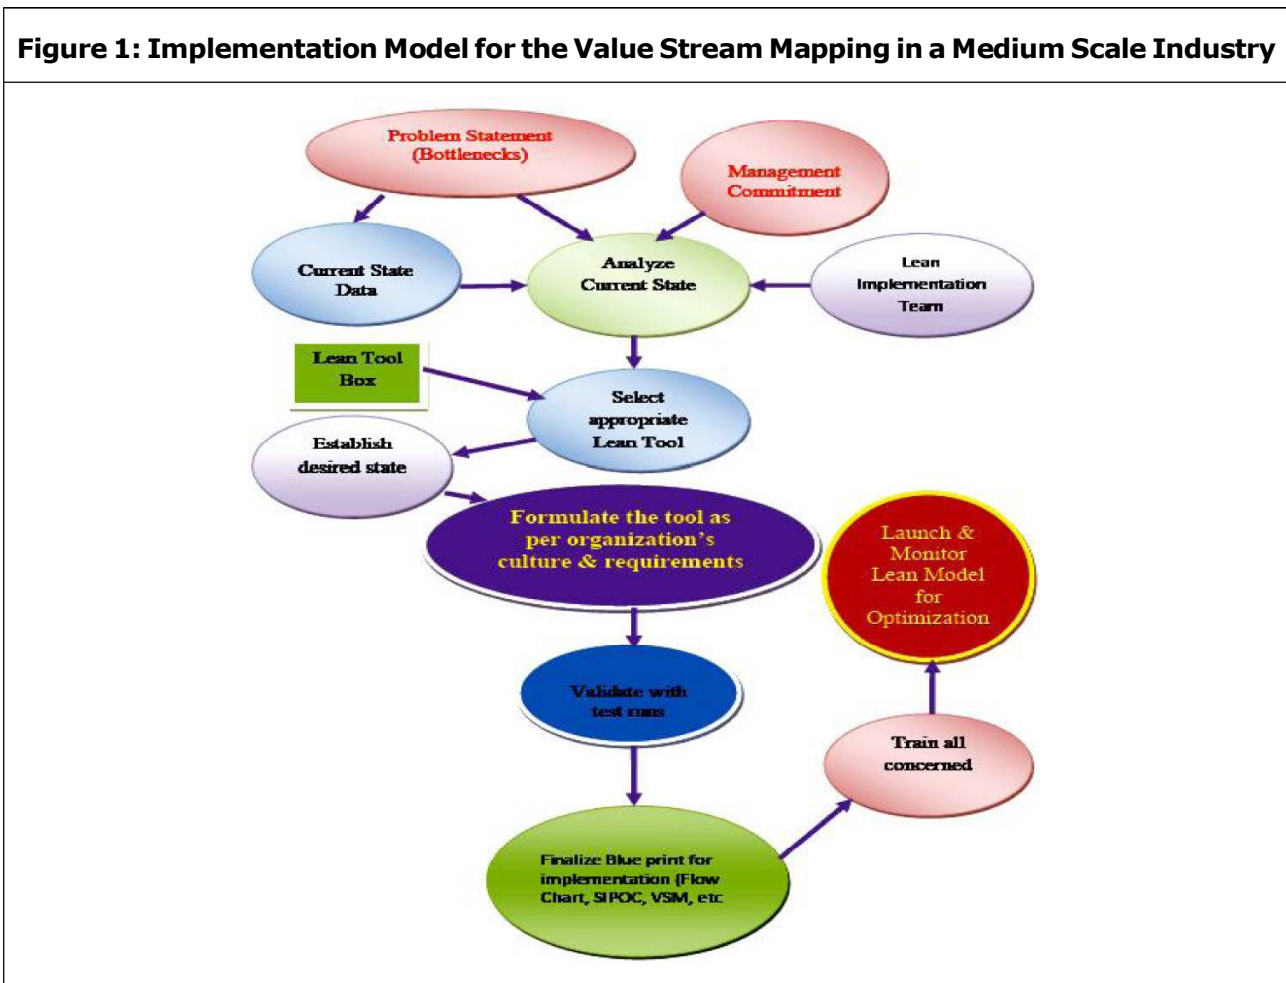 Figure 1: Implementation Model for the Value Stream Mapping in a Medium Scale Industry
Problem Statement
(Bottlenecks)
Management
Commitment
Current State
Data
Analyze
Current State
Lean
Implementation
Team
Lean Tool
Box
Select
appropriate
Lean Tool
Establish
desired state
Formulate the tool as
per organization's
culture & requirements
Launch &
Monitor
Lean Model
for
Optimization
Validate with
test runs
Train all
concerned
Finalize Blue print for
implementation (Flow
Chart, SIPOC, VSM, etc